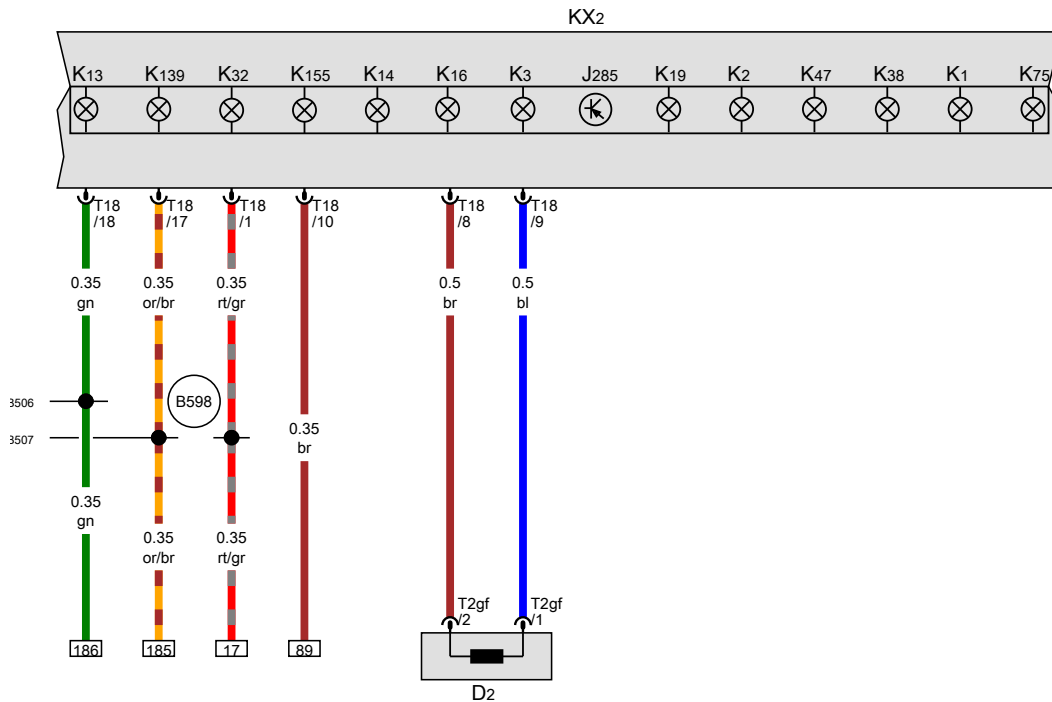 KX2
K13 K139 K32 K155 K14 K16 K3 J285 K19 K2 K47 K38 K1 K75
T18 T18 T18 T18 T18 T18
/18 /17 /1 /10 /8 /9
0.35 0.35 0.35 0.5 0.5
gn or/br rt/gr br bl
B598
3506
0.35
3507
br
0.35
gn
0.35 0.35
or/br rt/gr
T2gf T2gf
/2 /1
186 185 17 89
D2